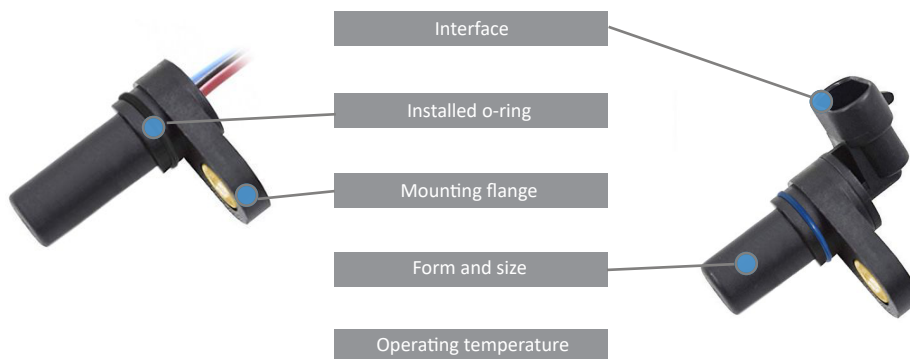 Interface
Installed o-ring
Mounting flange
Form and size
Operating temperature